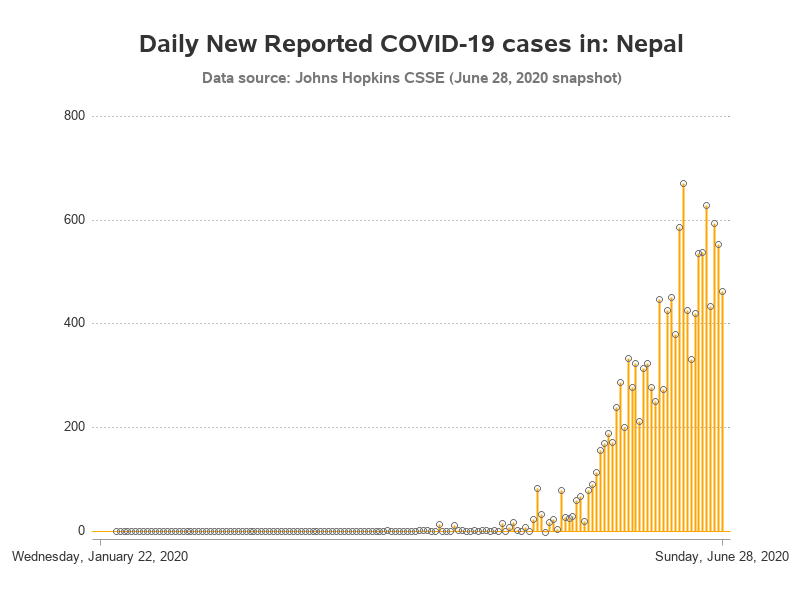 Daily New Reported COVID-19 cases in: Nepal
Data source: Johns Hopkins CSSE (June 28, 2020 snapshot)
800
600
400
200
0
Wednesday, January 22, 2020 Sunday, June 28, 2020